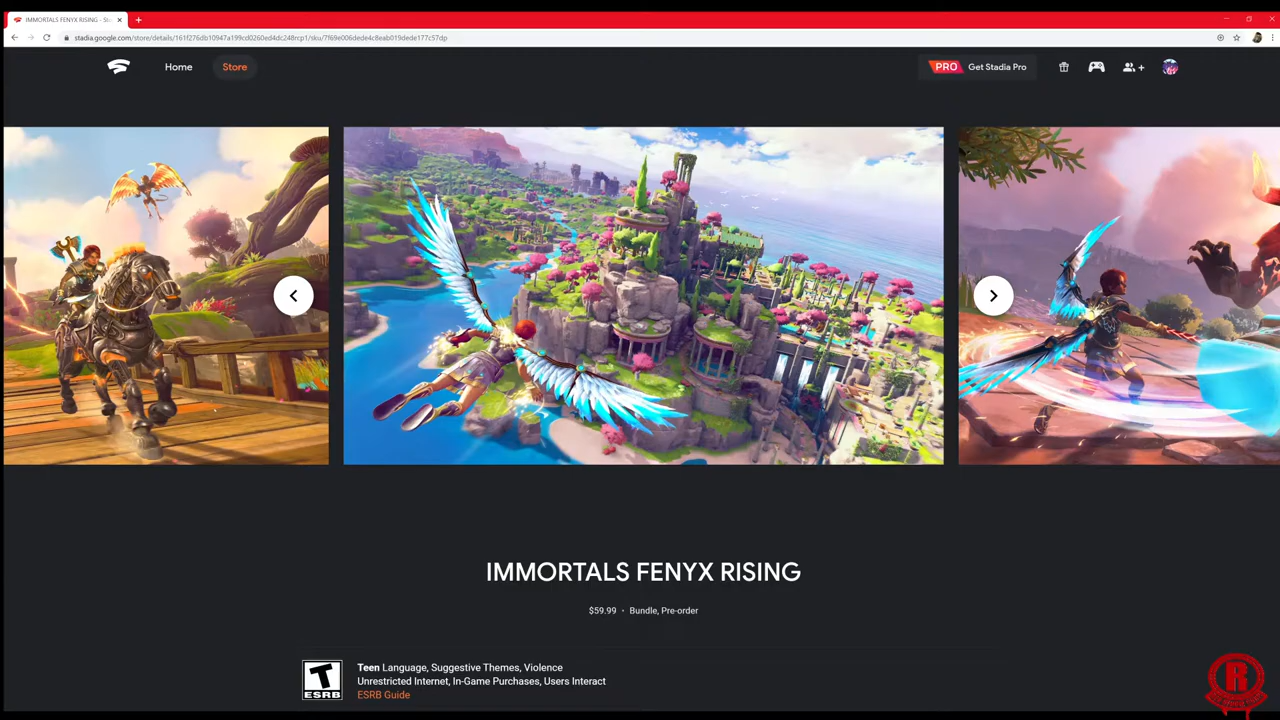 IMMORTALS FENYX RISING - St
stadia.google.com/store/details/161f276db10947a199cd0260ed4dc248rcp1/sku/7f69e006dede4c8eab019dede177c57dp
Home
Store
PRO Get Stadia Pro
IMMORTALS FENYX RISING
$59.99 • Bundle, Pre-order
T
ESRB
Teen Language, Suggestive Themes, Violence
Unrestricted Internet, In-Game Purchases, Users Interact
ESRB Guide
R